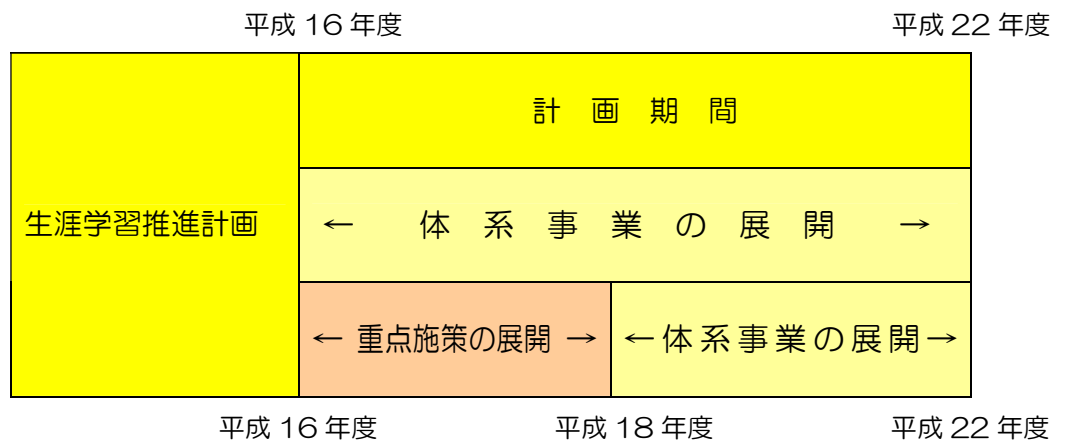 平成 16 年度 平成 22 年度
計 画 期 間
生涯学習推進計画
← 体 系 事 業 の 展 開 →
← 重点施策の展開 →
←体系事業の展開→
平成 16 年度 平成 18 年度 平成 22 年度